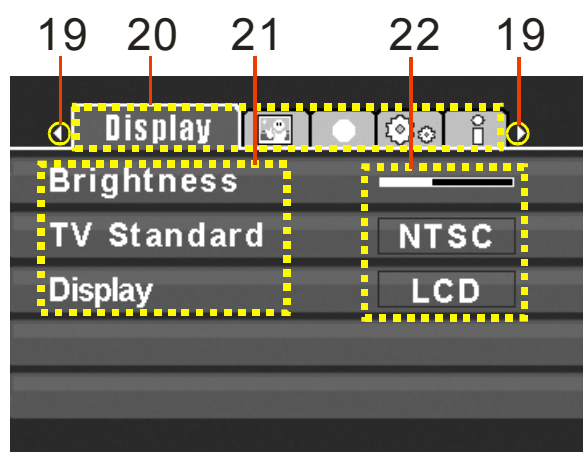 19 20 21 22 19
Display
Brightness
TV Standard NTSC
Display LCD